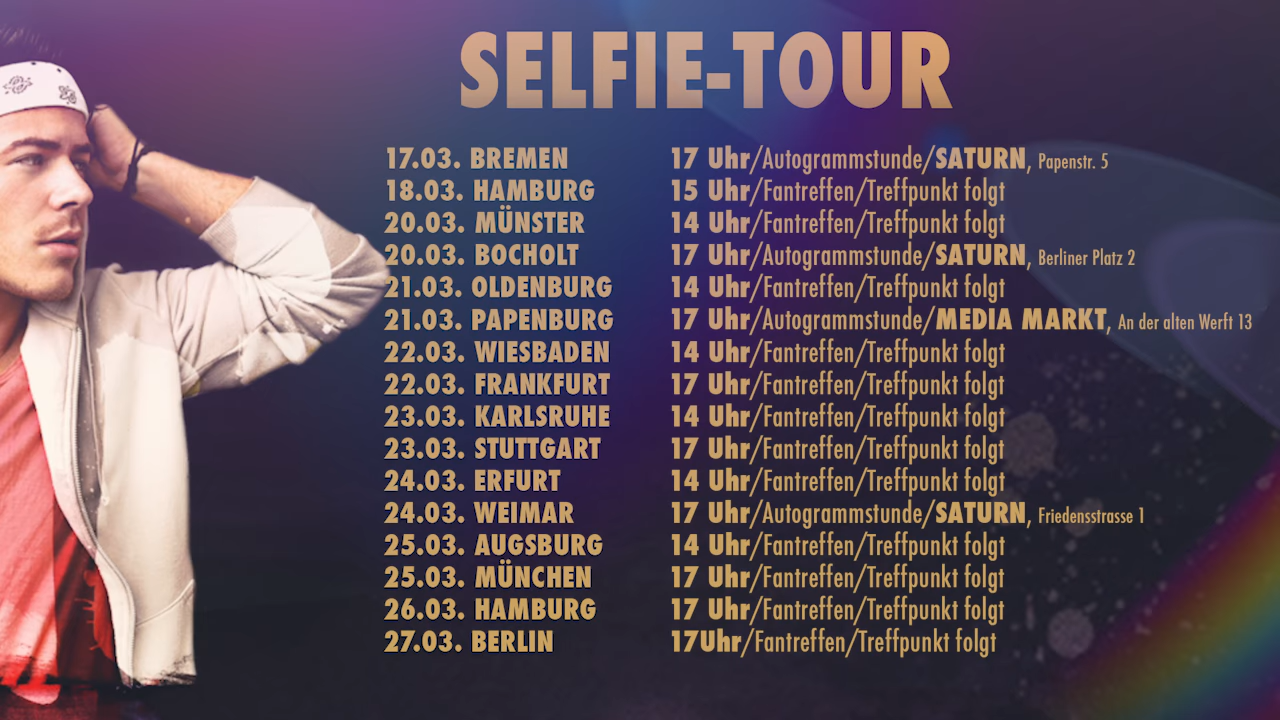 SELFIE-TOUR
17.03. BREMEN 17 Uhr/Autogrammstunde/SATURN, Papenstr. 5
18.03. HAMBURG 15 Uhr/Fantreffen/Treffpunkt folgt
20.03. MÜNSTER 14 Uhr/Fantreffen/Treffpunkt folgt
20.03. BOCHOLT 17 Uhr/Autogrammstunde/SATURN, Berliner Platz 2
21.03. OLDENBURG 14 Uhr/Fantreffen/Treffpunkt folgt
21.03. PAPENBURG 17 Uhr/Autogrammstunde/MEDIA MARKT, An der alten Werft 13
22.03. WIESBADEN 14 Uhr/Fantreffen/Treffpunkt folgt
22.03. FRANKFURT 17 Uhr/Fantreffen/Treffpunkt folgt
23.03. KARLSRUHE 14 Uhr/Fantreffen/Treffpunkt folgt
23.03. STUTTGART 17 Uhr/Fantreffen/Treffpunkt folgt
24.03. ERFURT 14 Uhr/Fantreffen/Treffpunkt folgt
24.03. WEIMAR 17 Uhr/Autogrammstunde/SATURN, Friedensstrasse 1
25.03. AUGSBURG 14 Uhr/Fantreffen/Treffpunkt folgt
25.03. MÜNCHEN 17 Uhr/Fantreffen/Treffpunkt folgt
26.03. HAMBURG 17 Uhr/Fantreffen/Treffpunkt folgt
27.03. BERLIN 17Uhr/Fantreffen/Treffpunkt folgt